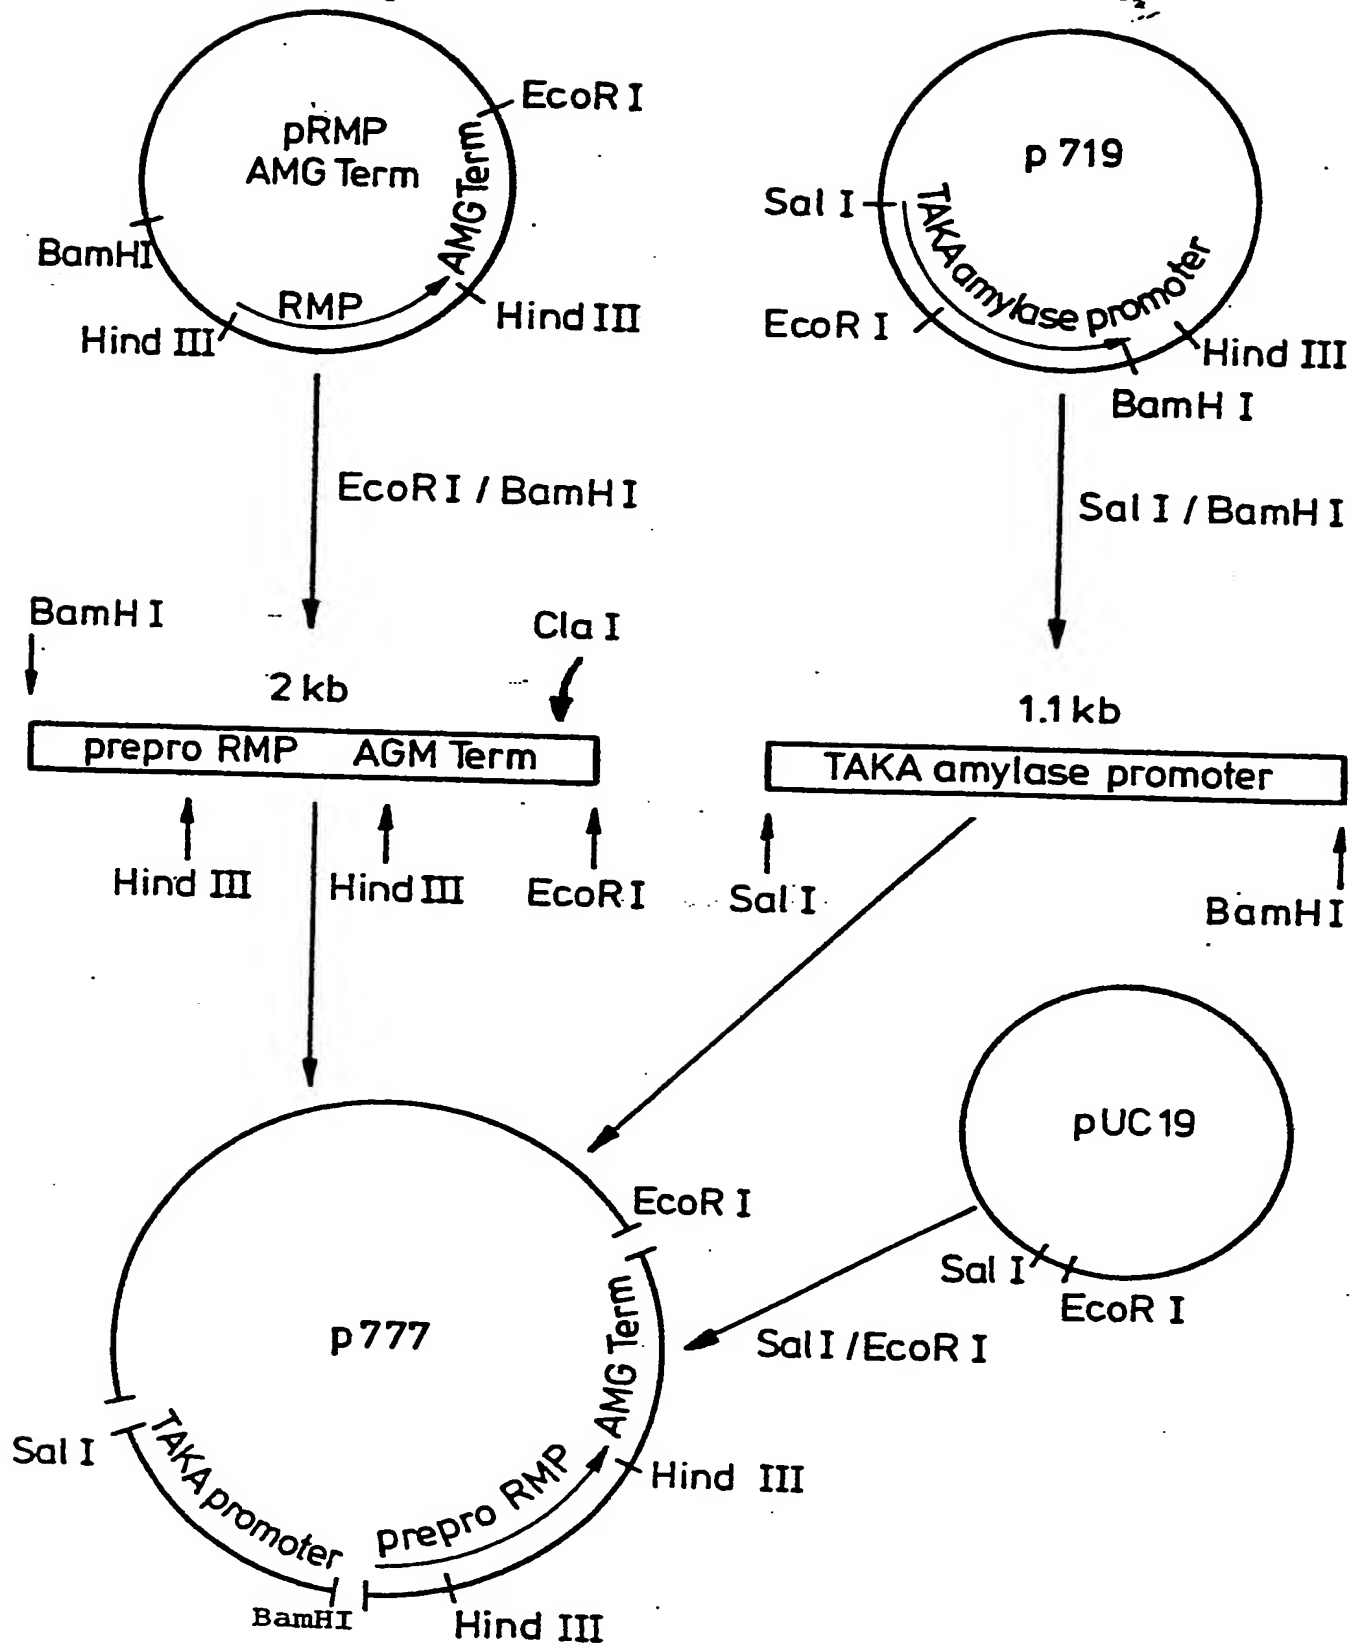 EcoR I
pRMP
AMG Term
AMG Term
BamHI
RMP
Hind III
Hind III
p 719
Sal I
TAKA amylase promoter
EcoR I
Hind III
BamH I
EcoR I / BamH I
Sal I / BamH I
BamH I
Cla I
2 kb
1.1 kb
prepro RMP AGM Term
TAKA amylase promoter
Hind III
Hind III
EcoR I
Sal I
BamH I
pUC19
EcoR I
Sal I
EcoR I
p777
AMG Term
Sal I / EcoR I
Sal I
TAKA promoter
prepro RMP
Hind III
BamHI
Hind III